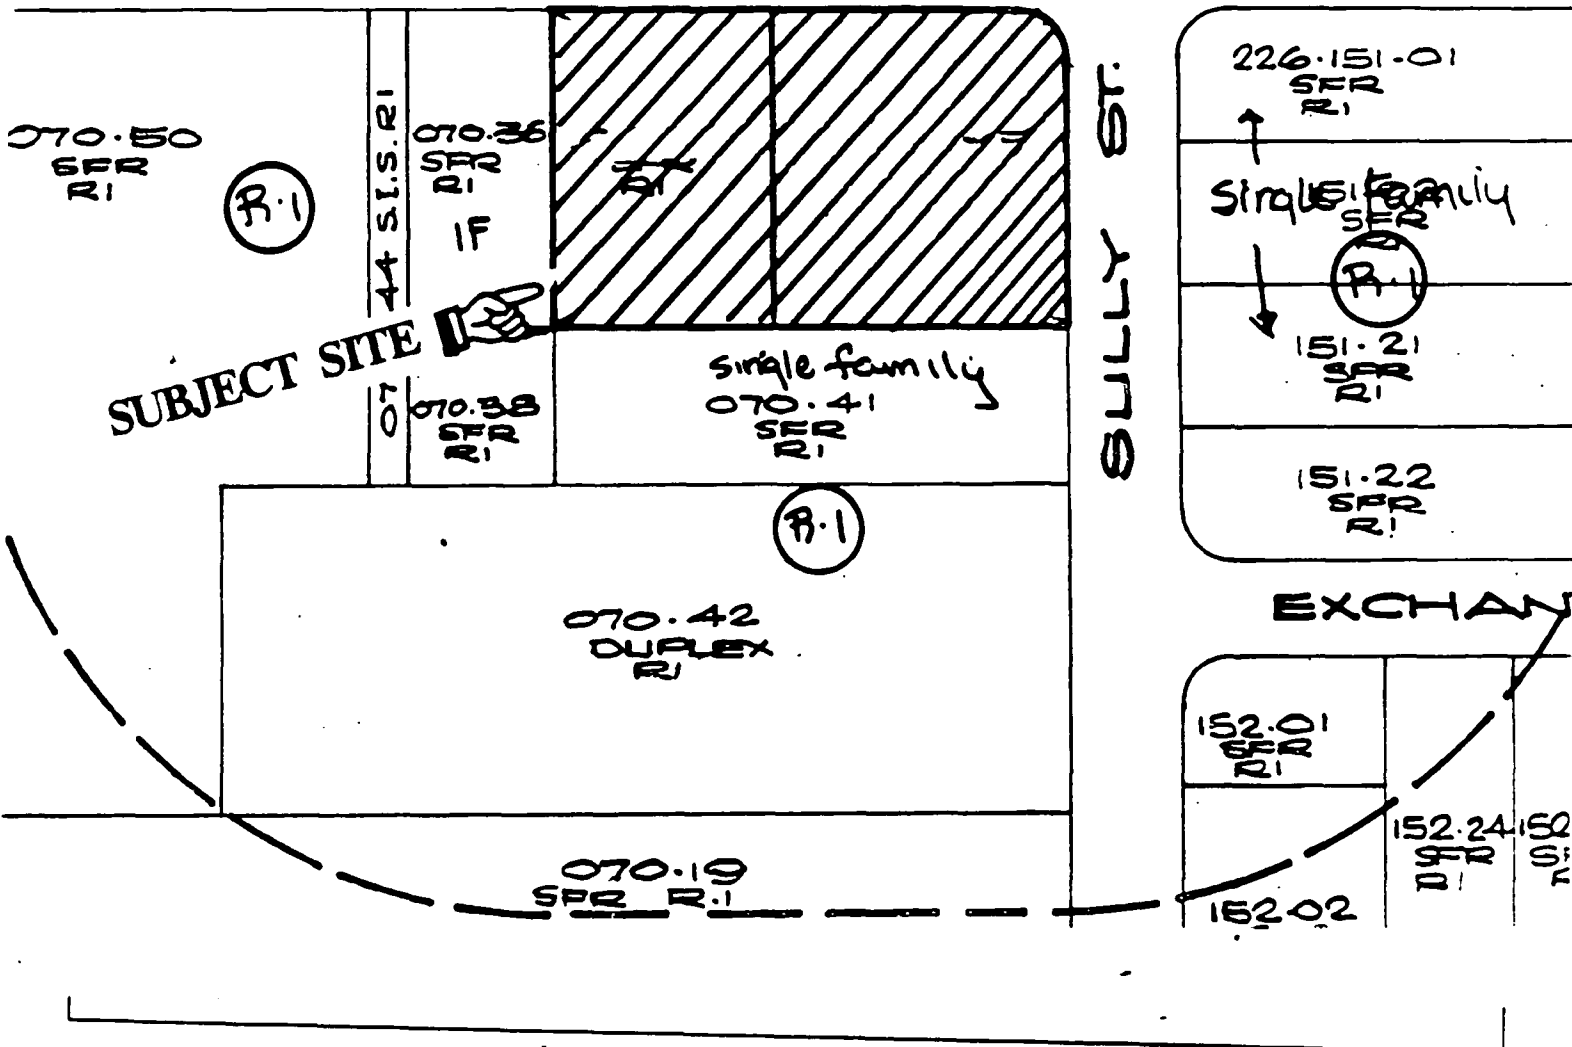 070·50
SFR
R1
R·1
07 44 S.I.S. R1
070·36
SFR
R1
1F
R1
SUBJECT SITE
070·38
SFR
R1
single family
070·41
SFR
R1
SULLY ST.
226·151·01
SFR
R1
Single Family
SFR
R·1
151·21
SFR
R1
151·22
SFR
R1
R·1
070·42
DUPLEX
R1
EXCHAN
152·01
SFR
R1
152·24
SFR
R1
152
070·19
SFR R·1
152·02